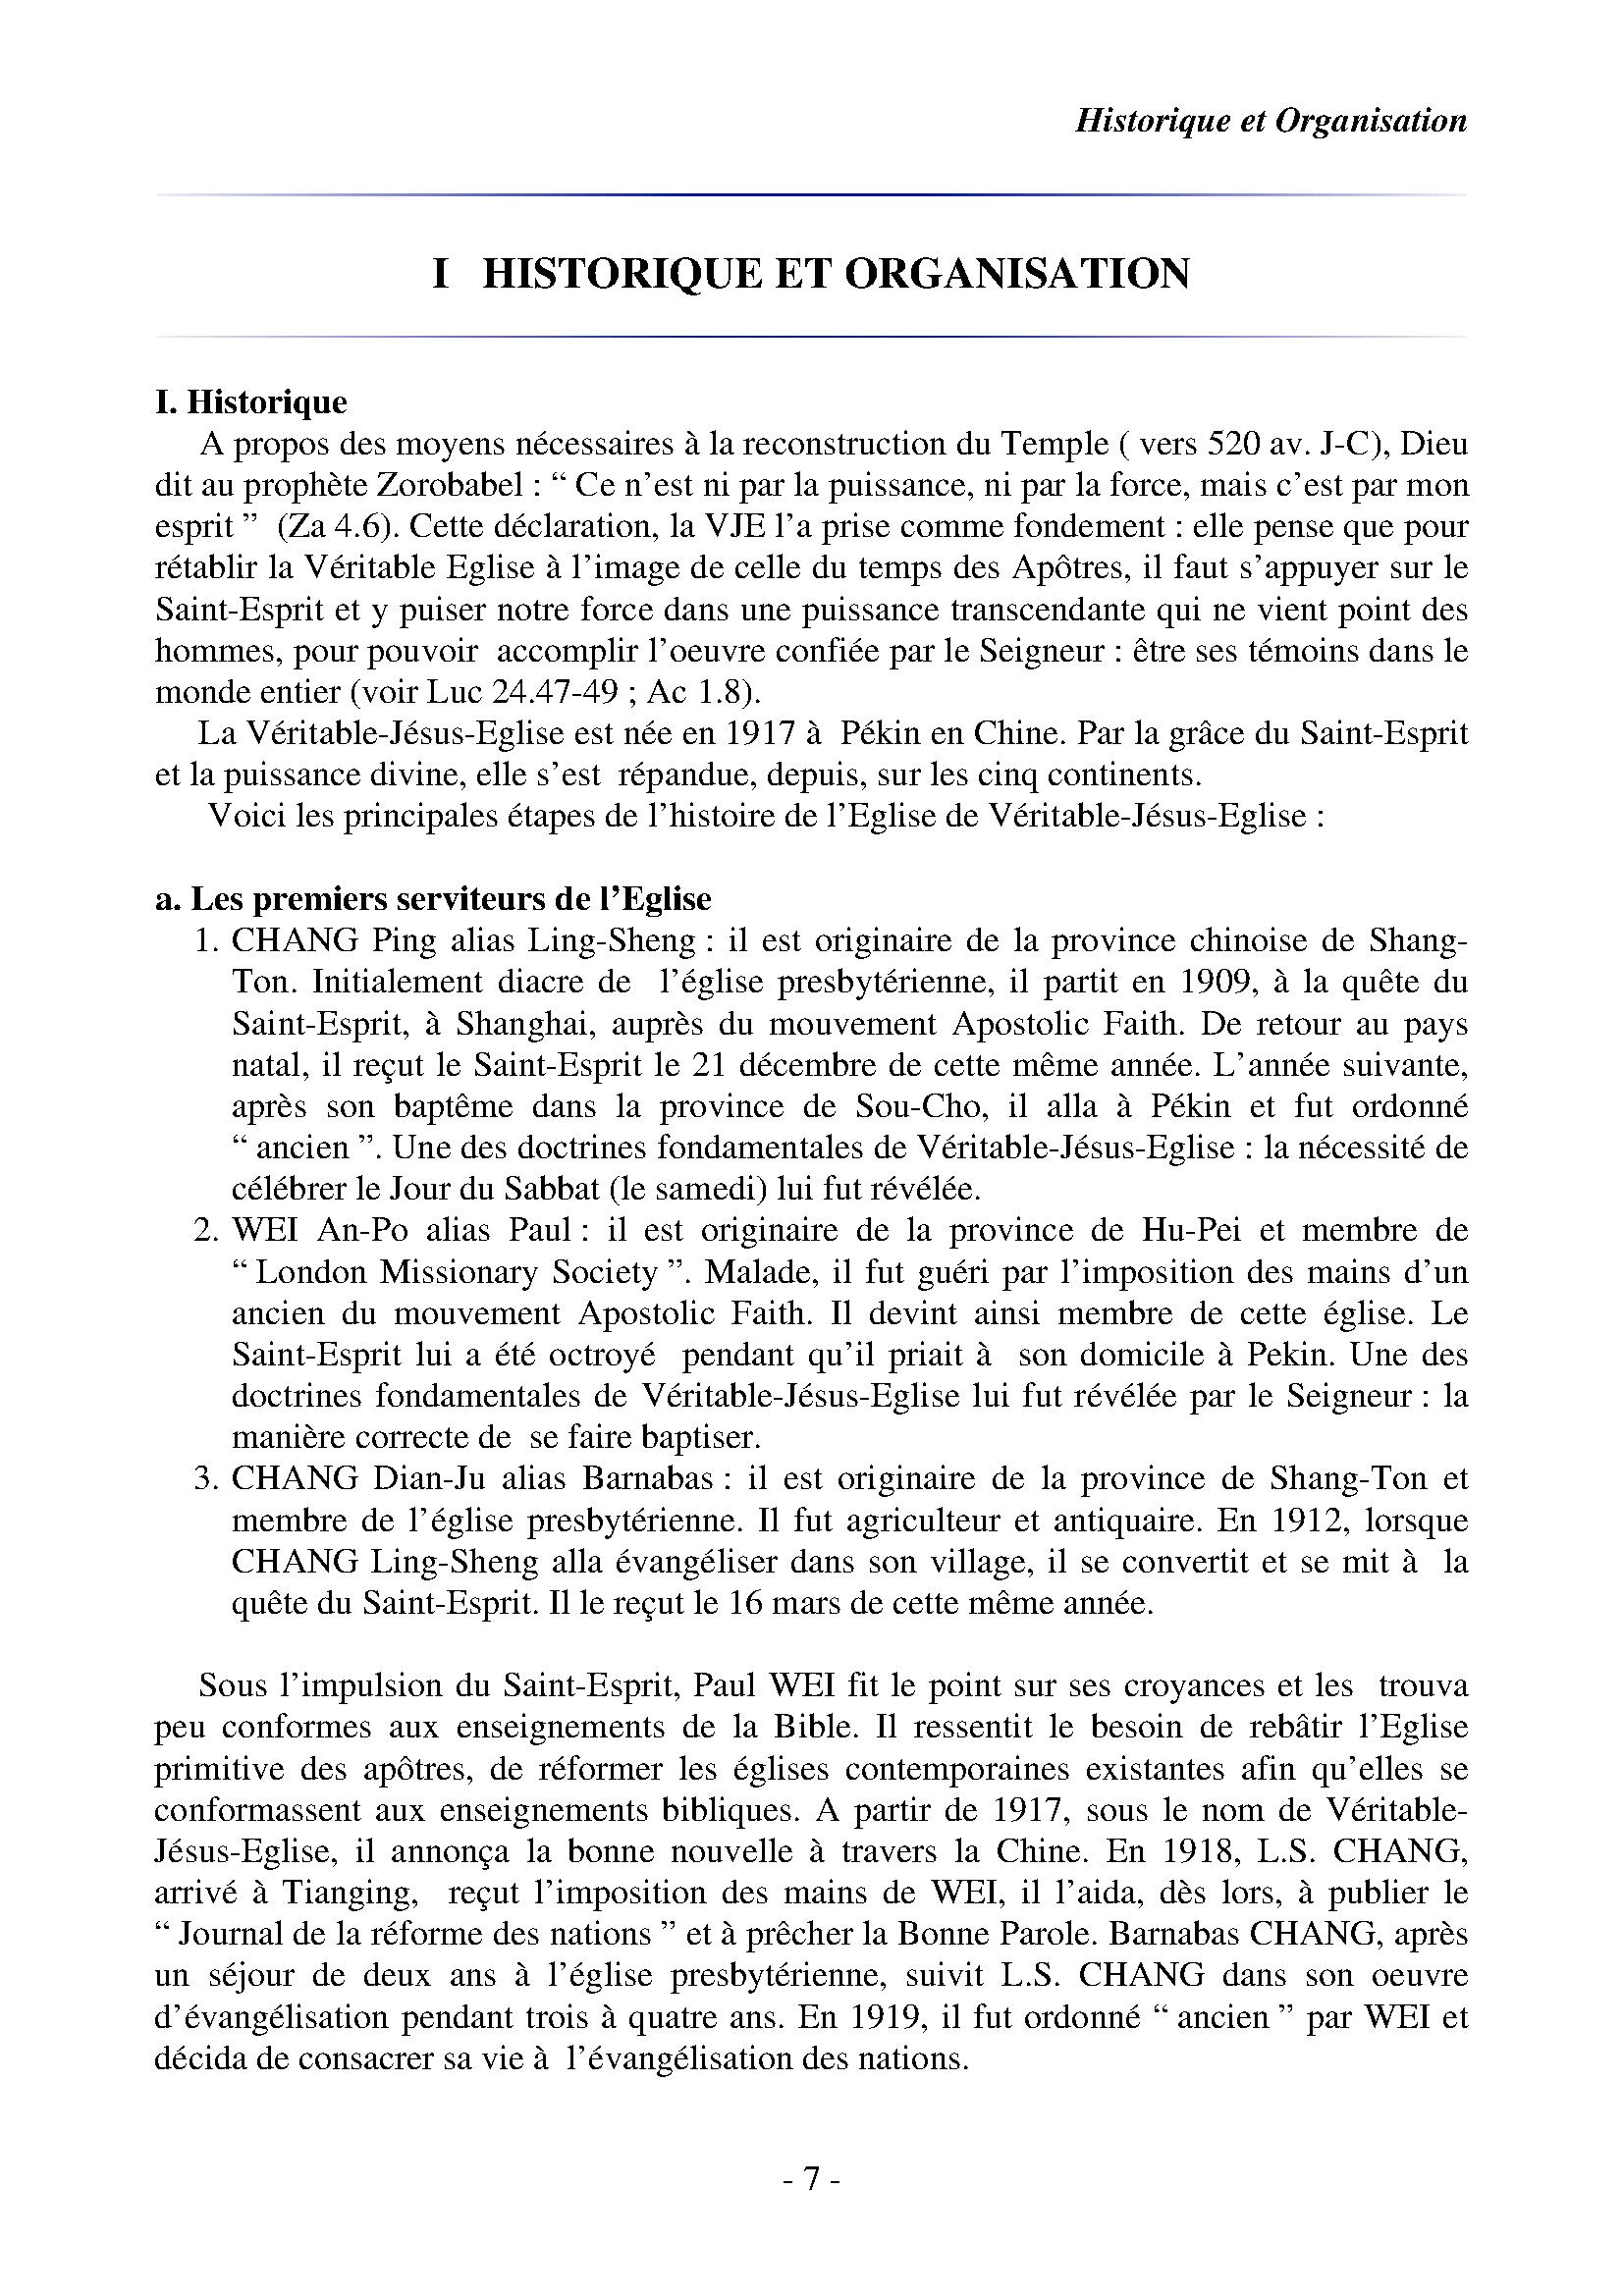 Historique et Organisation
I HISTORIQUE ET ORGANISATION
I. Historique
A propos des moyens nécessaires à la reconstruction du Temple ( vers 520 av. J-C), Dieu
dit au prophète Zorobabel : “ Ce n’est ni par la puissance, ni par la force, mais c’est par mon
esprit ” (Za 4.6). Cette déclaration, la VJE l’a prise comme fondement : elle pense que pour
rétablir la Véritable Eglise à l’image de celle du temps des Apôtres, il faut s’appuyer sur le
Saint-Esprit et y puiser notre force dans une puissance transcendante qui ne vient point des
hommes, pour pouvoir accomplir l’oeuvre confiée par le Seigneur : être ses témoins dans le
monde entier (voir Luc 24.47-49 ; Ac 1.8).
La Véritable-Jésus-Eglise est née en 1917 à Pékin en Chine. Par la grâce du Saint-Esprit
et la puissance divine, elle s’est répandue, depuis, sur les cinq continents.
Voici les principales étapes de l’histoire de l’Eglise de Véritable-Jésus-Eglise :
a. Les premiers serviteurs de l’Eglise
1. CHANG Ping alias Ling-Sheng : il est originaire de la province chinoise de Shang-
Ton. Initialement diacre de l’église presbytérienne, il partit en 1909, à la quête du
Saint-Esprit, à Shanghai, auprès du mouvement Apostolic Faith. De retour au pays
natal, il reçut le Saint-Esprit le 21 décembre de cette même année. L’année suivante,
après son baptême dans la province de Sou-Cho, il alla à Pékin et fut ordonné
“ ancien ”. Une des doctrines fondamentales de Véritable-Jésus-Eglise : la nécessité de
célébrer le Jour du Sabbat (le samedi) lui fut révélée.
2. WEI An-Po alias Paul : il est originaire de la province de Hu-Pei et membre de
“ London Missionary Society ”. Malade, il fut guéri par l’imposition des mains d’un
ancien du mouvement Apostolic Faith. Il devint ainsi membre de cette église. Le
Saint-Esprit lui a été octroyé pendant qu’il priait à son domicile à Pekin. Une des
doctrines fondamentales de Véritable-Jésus-Eglise lui fut révélée par le Seigneur : la
manière correcte de se faire baptiser.
3. CHANG Dian-Ju alias Barnabas : il est originaire de la province de Shang-Ton et
membre de l’église presbytérienne. Il fut agriculteur et antiquaire. En 1912, lorsque
CHANG Ling-Sheng alla évangéliser dans son village, il se convertit et se mit à la
quête du Saint-Esprit. Il le reçut le 16 mars de cette même année.
Sous l’impulsion du Saint-Esprit, Paul WEI fit le point sur ses croyances et les trouva
peu conformes aux enseignements de la Bible. Il ressentit le besoin de rebâtir l’Eglise
primitive des apôtres, de réformer les églises contemporaines existantes afin qu’elles se
conformassent aux enseignements bibliques. A partir de 1917, sous le nom de Véritable-
Jésus-Eglise, il annonça la bonne nouvelle à travers la Chine. En 1918, L.S. CHANG,
arrivé à Tianging, reçut l’imposition des mains de WEI, il l’aida, dès lors, à publier le
“ Journal de la réforme des nations ” et à prêcher la Bonne Parole. Barnabas CHANG, après
un séjour de deux ans à l’église presbytérienne, suivit L.S. CHANG dans son oeuvre
d’évangélisation pendant trois à quatre ans. En 1919, il fut ordonné “ ancien ” par WEI et
décida de consacrer sa vie à l’évangélisation des nations.
- 7 -